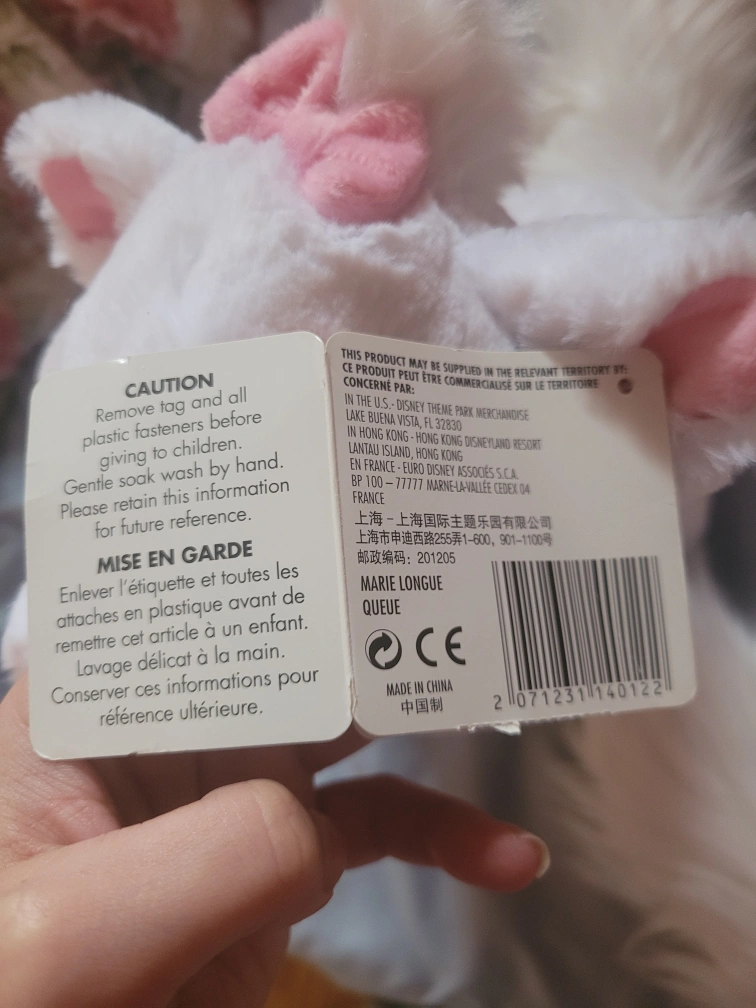 CAUTION
Remove tag and all
plastic fasteners before
giving to children.
Gentle soak wash by hand.
Please retain this information
for future reference.
MISE EN GARDE
Enlever l'étiquette et toutes les
attaches en plastique avant de
remettre cet article à un enfant.
Lavage délicat à la main.
Conserver ces informations pour
référence ultérieure.
THIS PRODUCT MAY BE SUPPLIED IN THE RELEVANT TERRITORY BY:
CE PRODUIT PEUT ÊTRE COMMERCIALISÉ SUR LE TERRITOIRE
CONCERNÉ PAR:
IN THE U.S.- DISNEY THEME PARK MERCHANDISE
LAKE BUENA VISTA, FL 32830
IN HONG KONG - HONG KONG DISNEYLAND RESORT
LANTAU ISLAND, HONG KONG
EN FRANCE - EURO DISNEY ASSOCIÉS S.C.A.
BP 100 – 77777 MARNE-LA-VALLÉE CEDEX 04
FRANCE
上海 – 上海国际主题乐园有限公司
上海市申迪西路255弄1-600, 901-1100号
邮政编码: 201205
MARIE LONGUE
QUEUE
CE
MADE IN CHINA
中国制
2 071231 140122